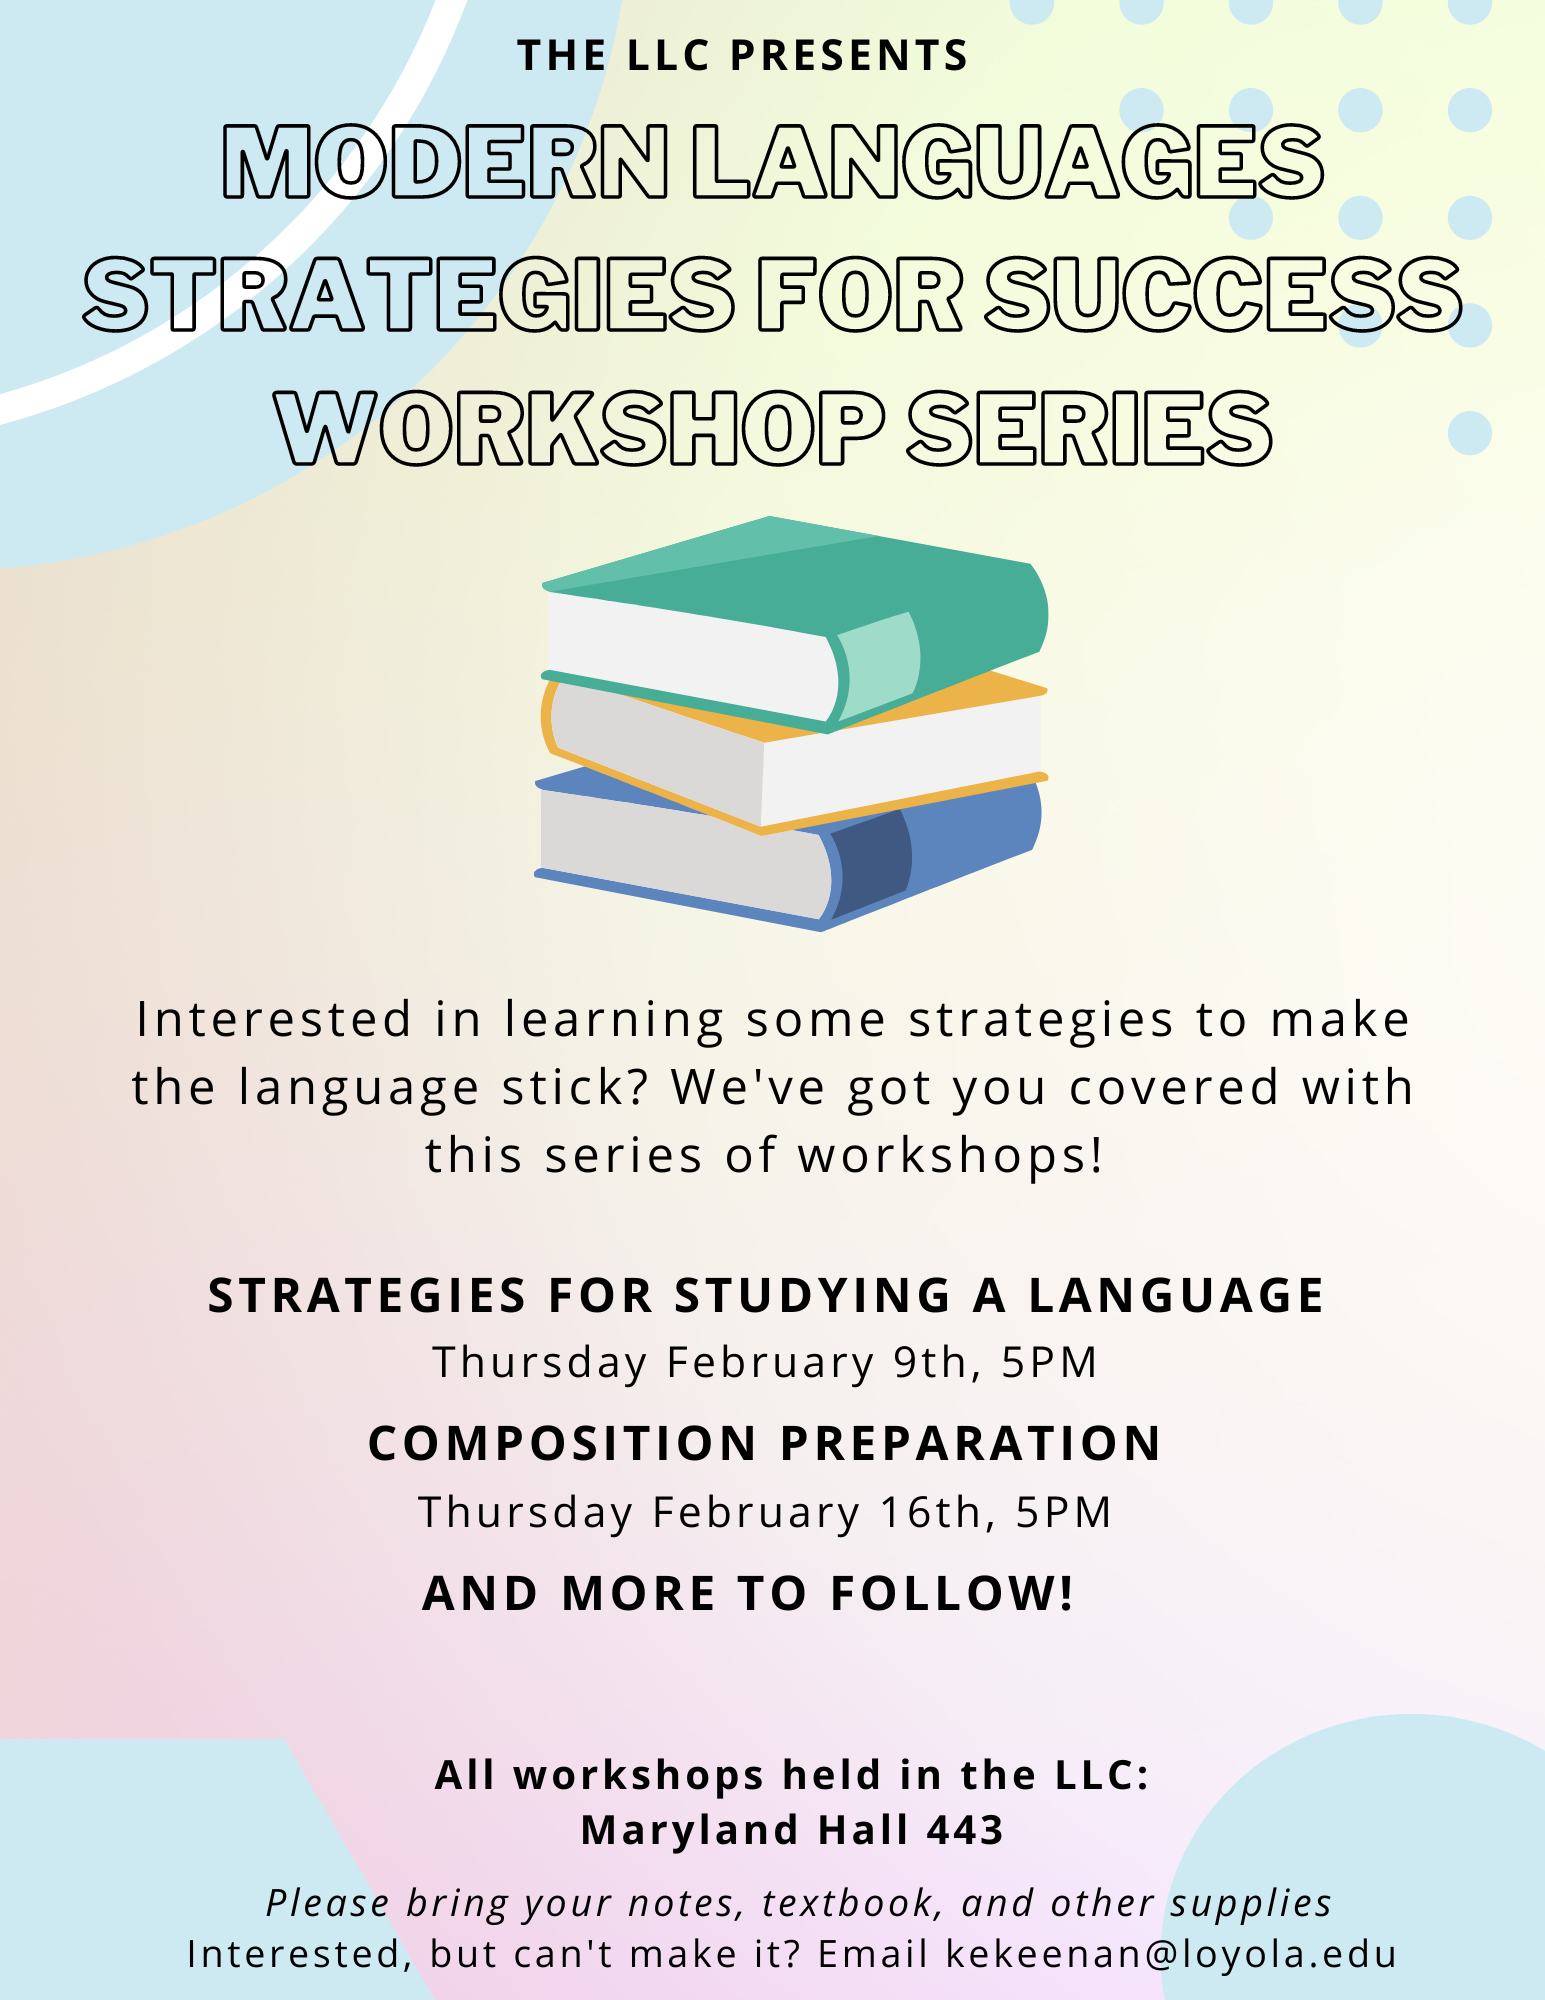 THE LLC PRESENTS
MODERN LANGUAGES
STRATEGIES FOR SUCCESS
WORKSHOP SERIES
Interested in learning some strategies to make
the language stick? We've got you covered with
this series of workshops!
STRATEGIES FOR STUDYING A LANGUAGE
Thursday February 9th, 5PM
COMPOSITION PREPARATION
Thursday February 16th, 5PM
AND MORE TO FOLLOW!
All workshops held in the LLC:
Maryland Hall 443
Please bring your notes, textbook, and other supplies
Interested, but can't make it? Email kekeenan@loyola.edu